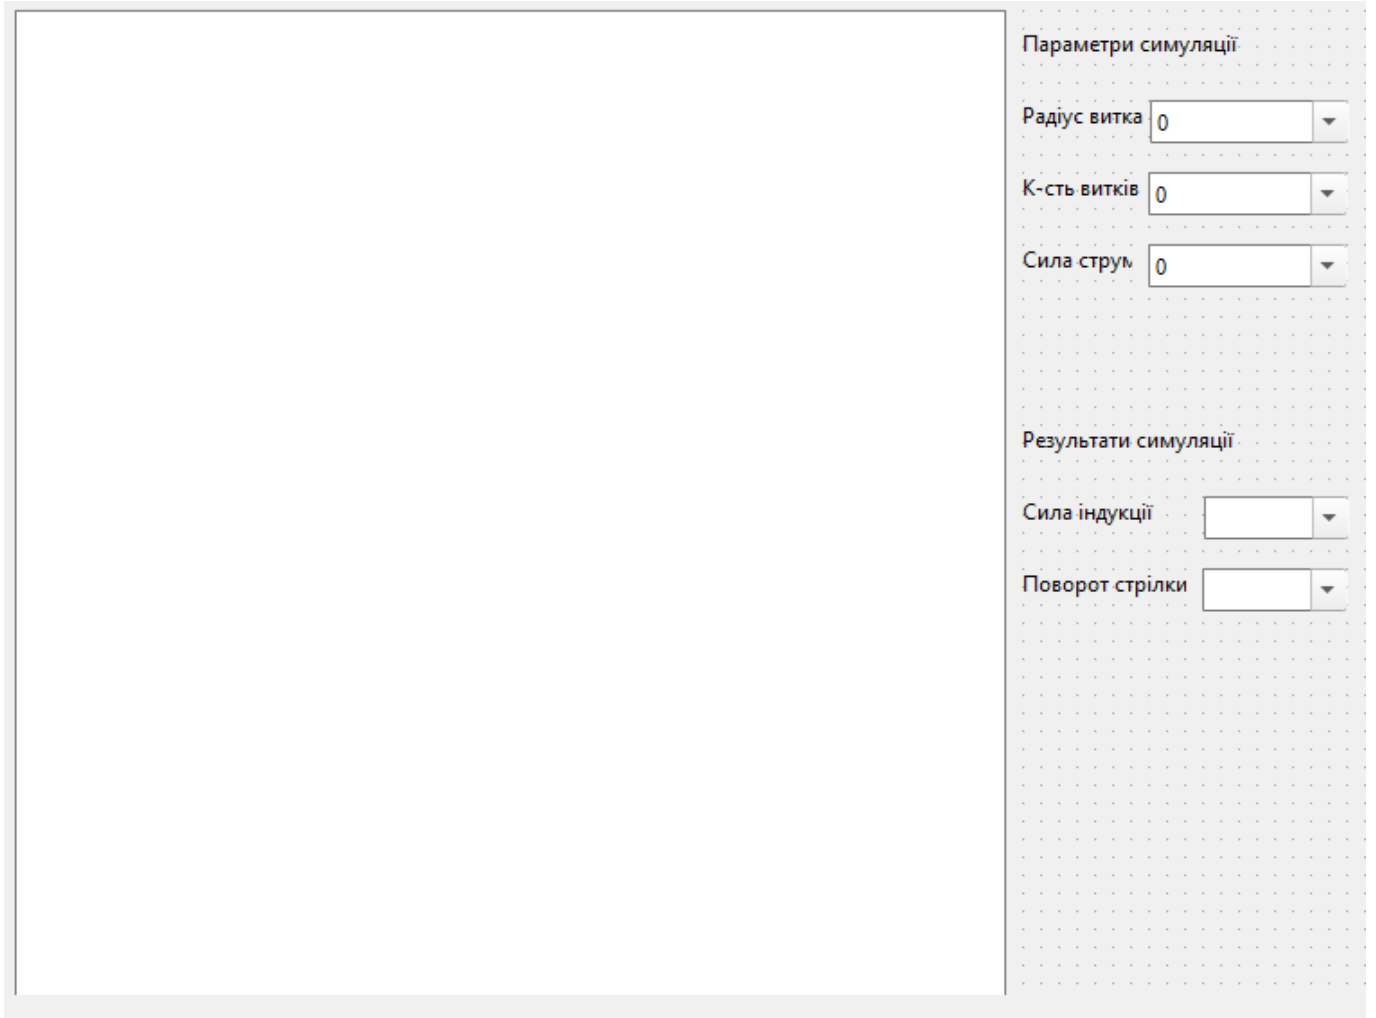 Параметри симуляції
Радіус витка 0
К-сть витків 0
Сила струм 0
Результати симуляції
Сила індукції
Поворот стрілки